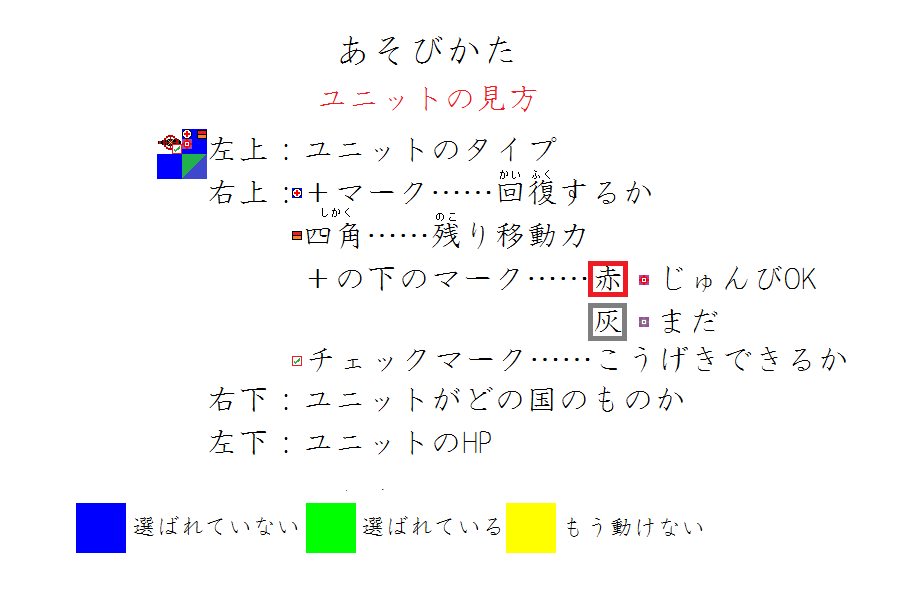 あそびかた
ユニットの見方
左上：ユニットのタイプ
右上：＋マーク……回復するか
かい ふく
四角……残り移動力
しかく のこ
＋の下のマーク……赤 じゅんびOK
灰 まだ
チェックマーク……こうげきできるか
右下：ユニットがどの国のものか
左下：ユニットのHP
選ばれていない 選ばれている もう動けない